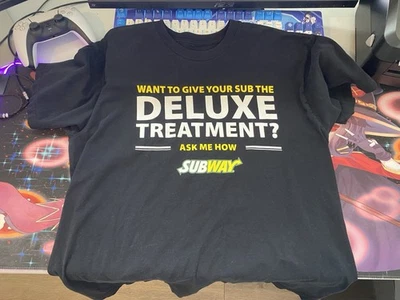 WANT TO GIVE YOUR SUB THE
DELUXE
TREATMENT?
ASK ME HOW
SUBWAY